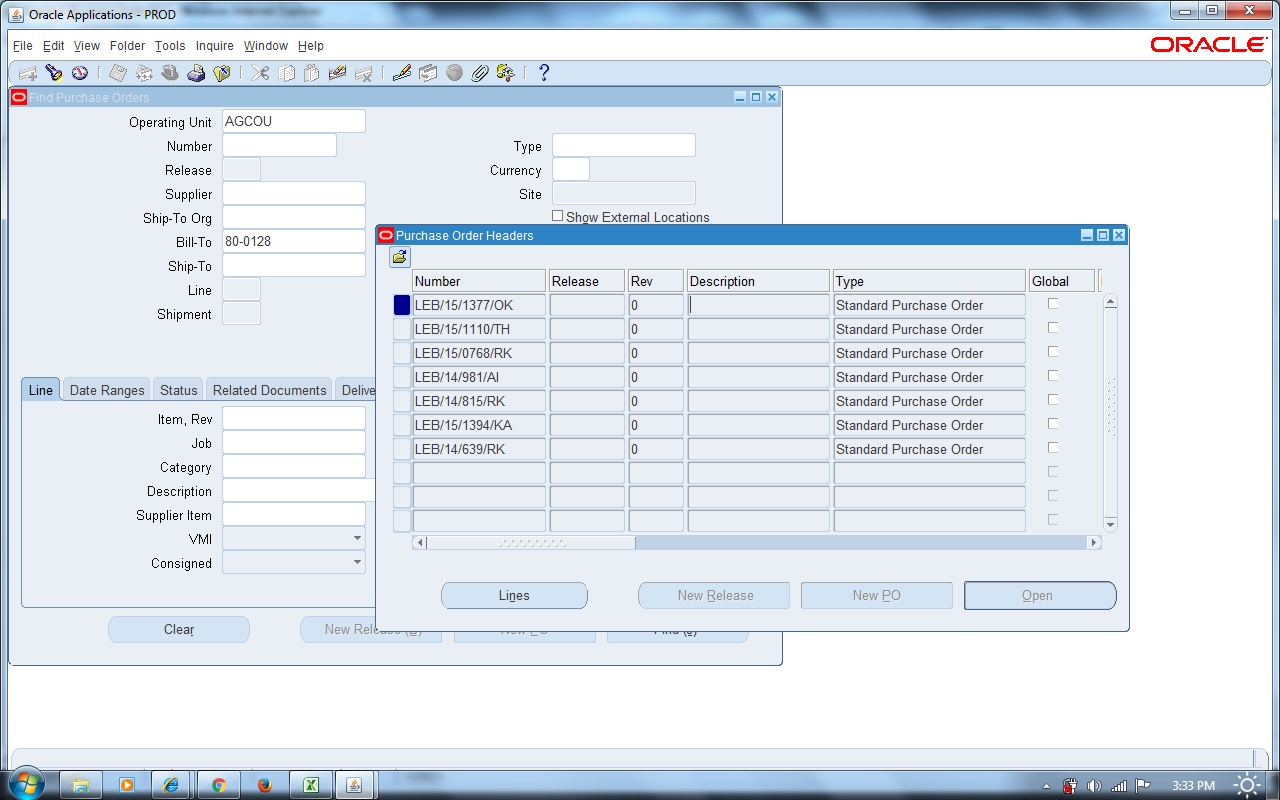 Oracle Applications - PROD
File Edit View Folder Tools Inquire Window Help
ORACLE
Find Purchase Orders
Operating Unit AGCOU
Number Type
Release Currency
Supplier Site
Ship-To Org Show External Locations
Bill-To 80-0128
Ship-To
Line
Shipment
Line Date Ranges Status Related Documents Delive
Item, Rev
Job
Category
Description
Supplier Item
VMI
Consigned
Clear
Purchase Order Headers
Number Release Rev Description Type Global
LEB/15/1377/OK 0 Standard Purchase Order
LEB/15/1110/TH 0 Standard Purchase Order
LEB/15/0768/RK 0 Standard Purchase Order
LEB/14/981/AI 0 Standard Purchase Order
LEB/14/815/RK 0 Standard Purchase Order
LEB/15/1394/KA 0 Standard Purchase Order
LEB/14/639/RK 0 Standard Purchase Order
Lines New Release New PO Open
3:33 PM